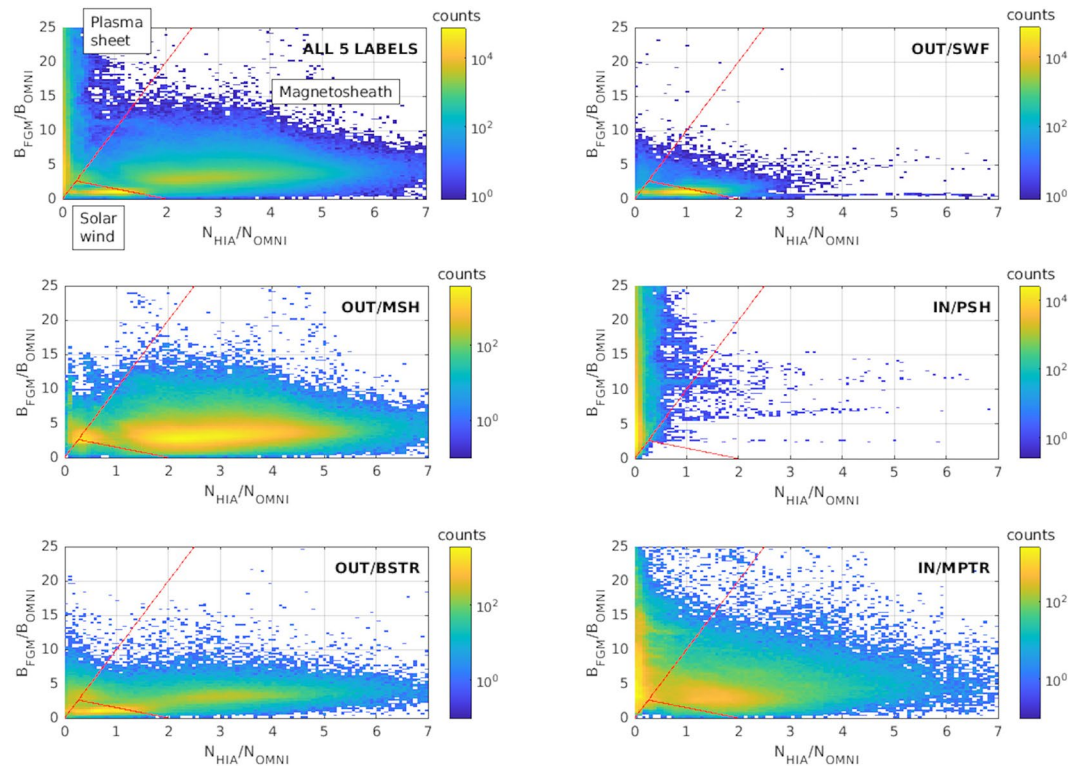 counts
counts
25
20
15
10
5
0
B_FGM/B_OMNI
Plasma
sheet
ALL 5 LABELS
Magnetosheath
10^4
10^2
10^0
0 1 2 3 4 5 6 7
Solar
wind
N_HIA/N_OMNI
25
20
15
10
5
0
B_FGM/B_OMNI
OUT/SWF
10^4
10^2
10^0
0 1 2 3 4 5 6 7
N_HIA/N_OMNI
counts
counts
25
20
15
10
5
0
B_FGM/B_OMNI
OUT/MSH
10^2
10^0
0 1 2 3 4 5 6 7
N_HIA/N_OMNI
25
20
15
10
5
0
B_FGM/B_OMNI
IN/PSH
10^4
10^3
10^2
10^1
10^0
0 1 2 3 4 5 6 7
N_HIA/N_OMNI
counts
counts
25
20
15
10
5
0
B_FGM/B_OMNI
OUT/BSTR
10^2
10^0
0 1 2 3 4 5 6 7
N_HIA/N_OMNI
25
20
15
10
5
0
B_FGM/B_OMNI
IN/MPTR
10^2
10^0
0 1 2 3 4 5 6 7
N_HIA/N_OMNI